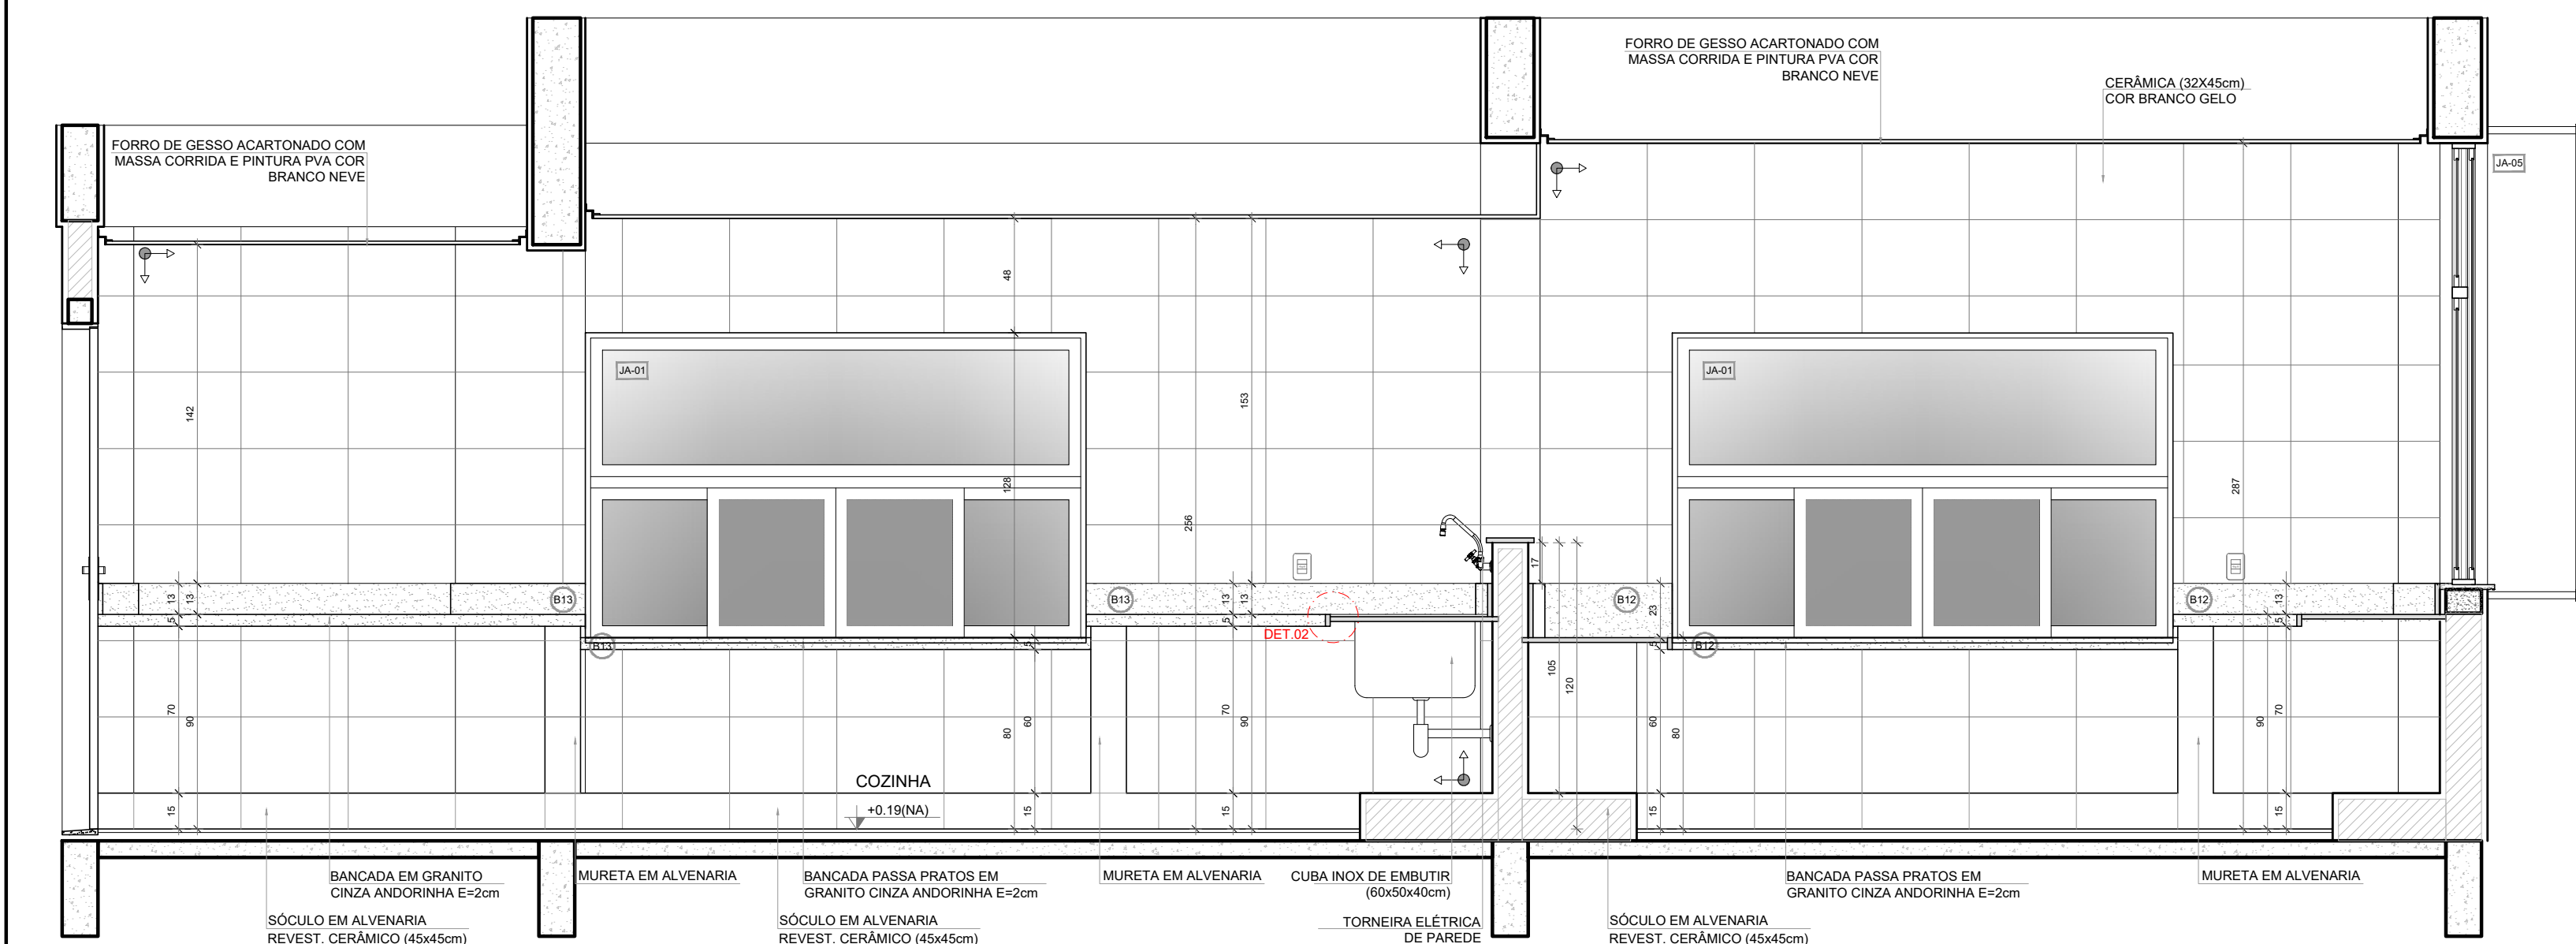 FORRO DE GESSO ACARTONADO COM
MASSA CORRIDA E PINTURA PVA COR
BRANCO NEVE
CERÂMICA (32X45cm)
COR BRANCO GELO
FORRO DE GESSO ACARTONADO COM
MASSA CORRIDA E PINTURA PVA COR
BRANCO NEVE
JA-05
48
JA-01
JA-01
142
153
128
256
287
17
13
13
B13
B13
13
13
B12
23
B12
13
5
5
DET.02
5
B13
5
5
B12
105
120
70
90
60
80
70
90
60
80
90
70
COZINHA
+0.19(NA)
15
15
15
15
15
BANCADA EM GRANITO
CINZA ANDORINHA E=2cm
MURETA EM ALVENARIA
BANCADA PASSA PRATOS EM
GRANITO CINZA ANDORINHA E=2cm
MURETA EM ALVENARIA
CUBA INOX DE EMBUTIR
(60x50x40cm)
BANCADA PASSA PRATOS EM
GRANITO CINZA ANDORINHA E=2cm
MURETA EM ALVENARIA
SÓCULO EM ALVENARIA
REVEST. CERÂMICO (45x45cm)
SÓCULO EM ALVENARIA
REVEST. CERÂMICO (45x45cm)
TORNEIRA ELÉTRICA
DE PAREDE
SÓCULO EM ALVENARIA
REVEST. CERÂMICO (45x45cm)